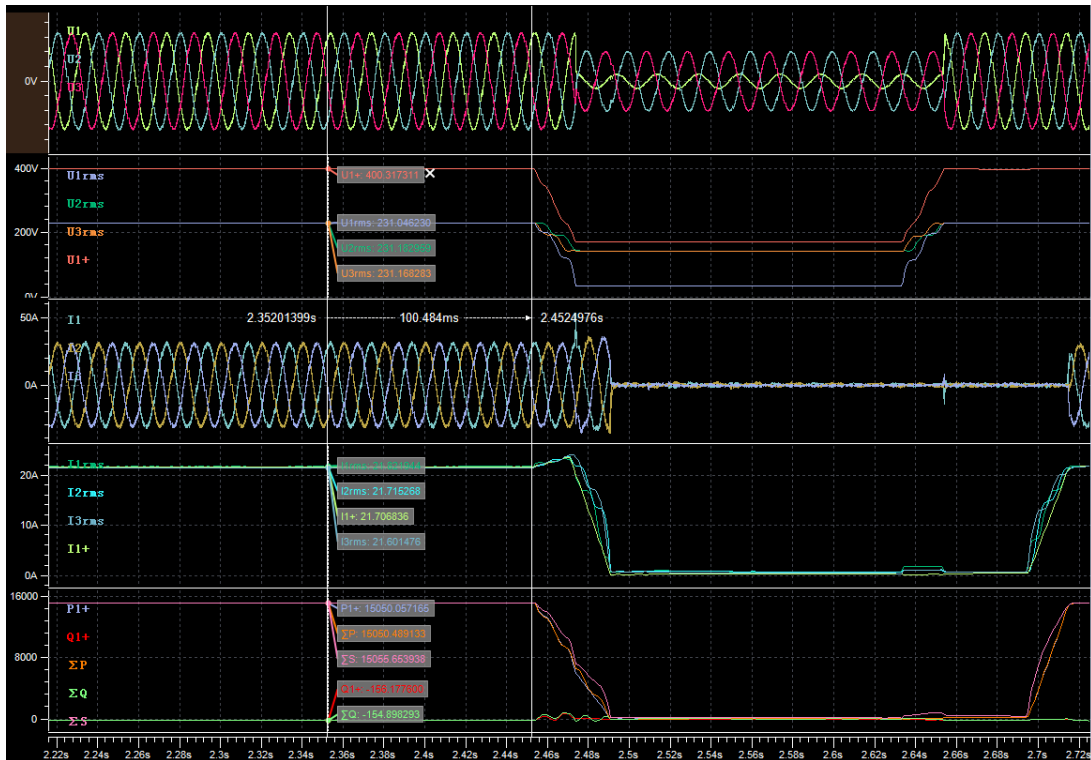 U1
U2
0V
U3
400V
U1rms
U1+: 400.317311
U2rms
200V
U3rms
U1rms: 231.046230
U2rms: 231.182959
U1+
U3rms: 231.168283
0V
50A
I1
2.35201399s
100.484ms
2.4524976s
I2
0A
20A
I1rms
I2rms
I2rms: 21.715268
I1+: 21.706836
10A
I3rms
I3rms: 21.601476
I1+
0A
16000
P1+
P1+: 15050.057165
Q1+
ΣP: 15050.489133
8000
ΣP
ΣS: 15055.653938
ΣQ
Q1+: -156.177600
0
ΣS
ΣQ: -154.898293
2.22s 2.24s 2.26s 2.28s 2.3s 2.32s 2.34s 2.36s 2.38s 2.4s 2.42s 2.44s 2.46s 2.48s 2.5s 2.52s 2.54s 2.56s 2.58s 2.6s 2.62s 2.64s 2.66s 2.68s 2.7s 2.72s